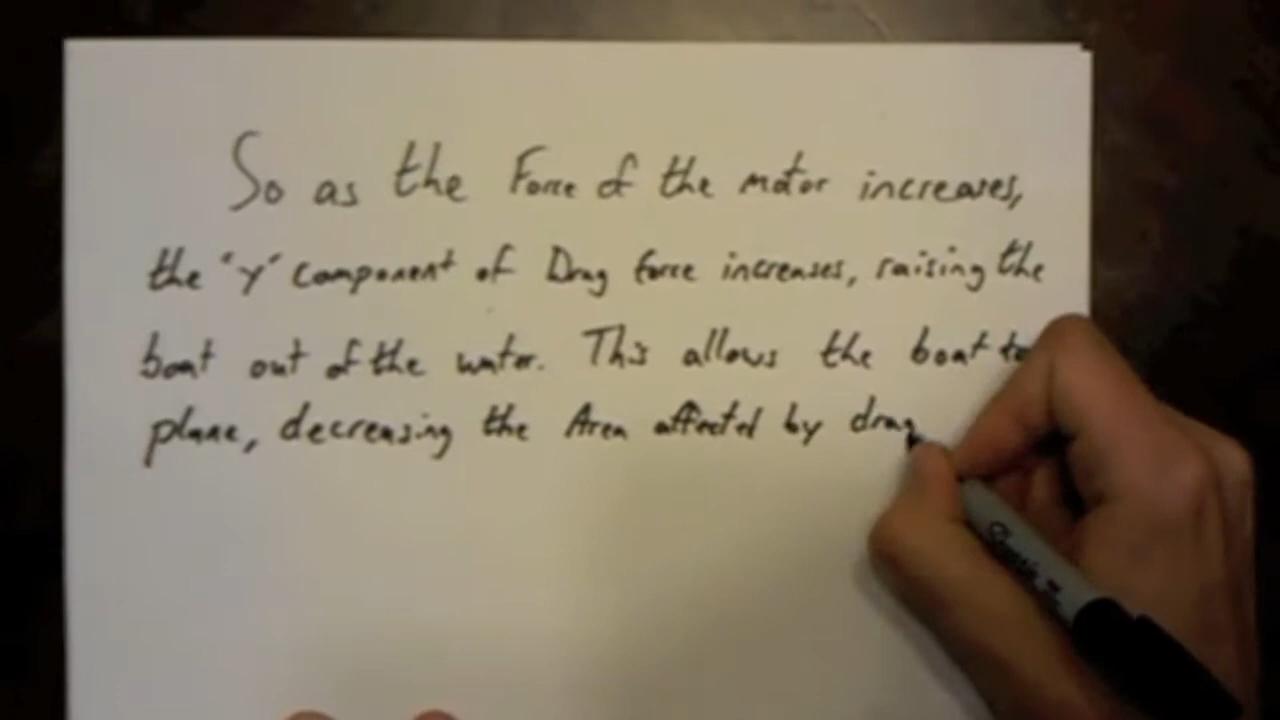 So as the Force of the motor increases,
the "y" component of Drag force increases, raising the
boat out of the water. This allows the boat to
plane, decreasing the Area affected by drag
Sharpie